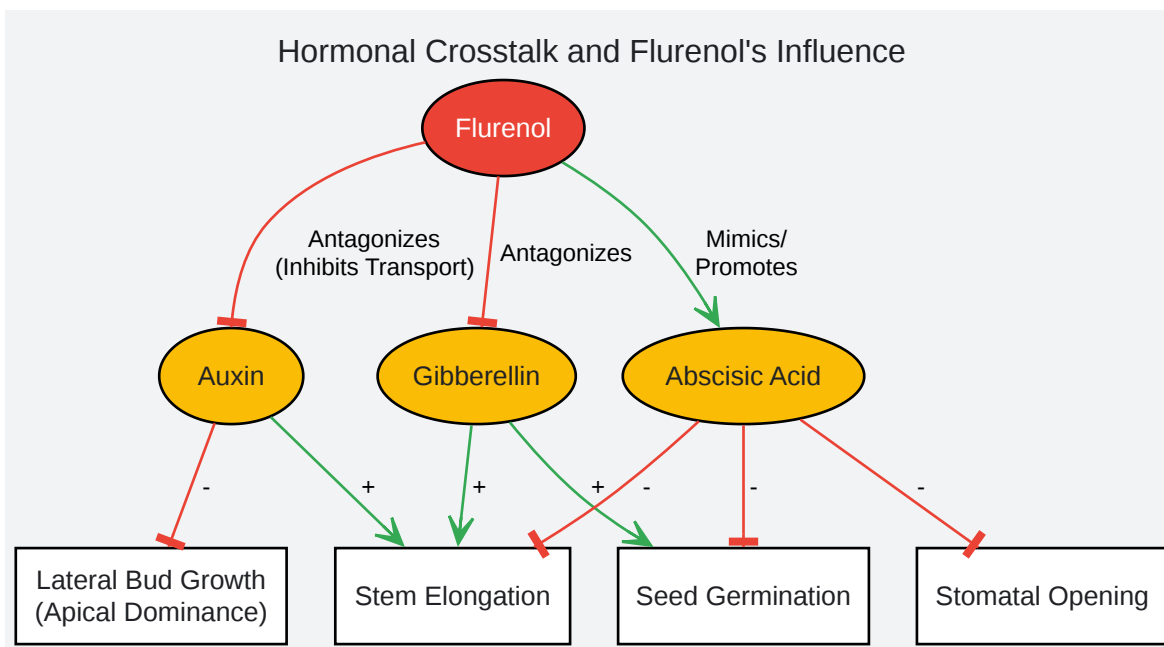 Hormonal Crosstalk and Flurenol's Influence
Flurenol
Antagonizes
(Inhibits Transport)
Antagonizes
Mimics/
Promotes
Auxin
Gibberellin
Abscisic Acid
-
+
+
+
-
-
-
Lateral Bud Growth
(Apical Dominance)
Stem Elongation
Seed Germination
Stomatal Opening